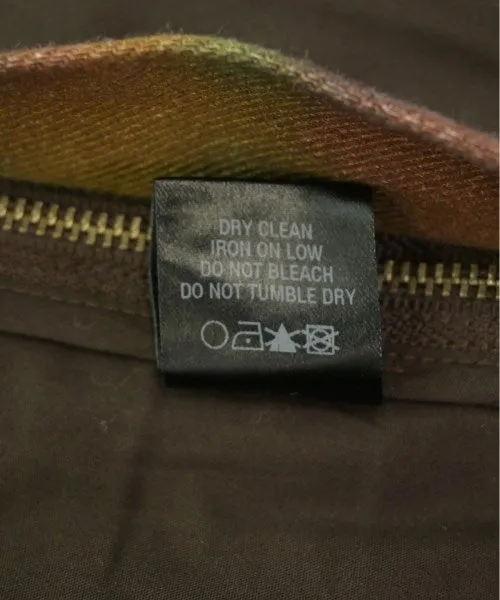 DRY CLEAN
IRON ON LOW
DO NOT BLEACH
DO NOT TUMBLE DRY